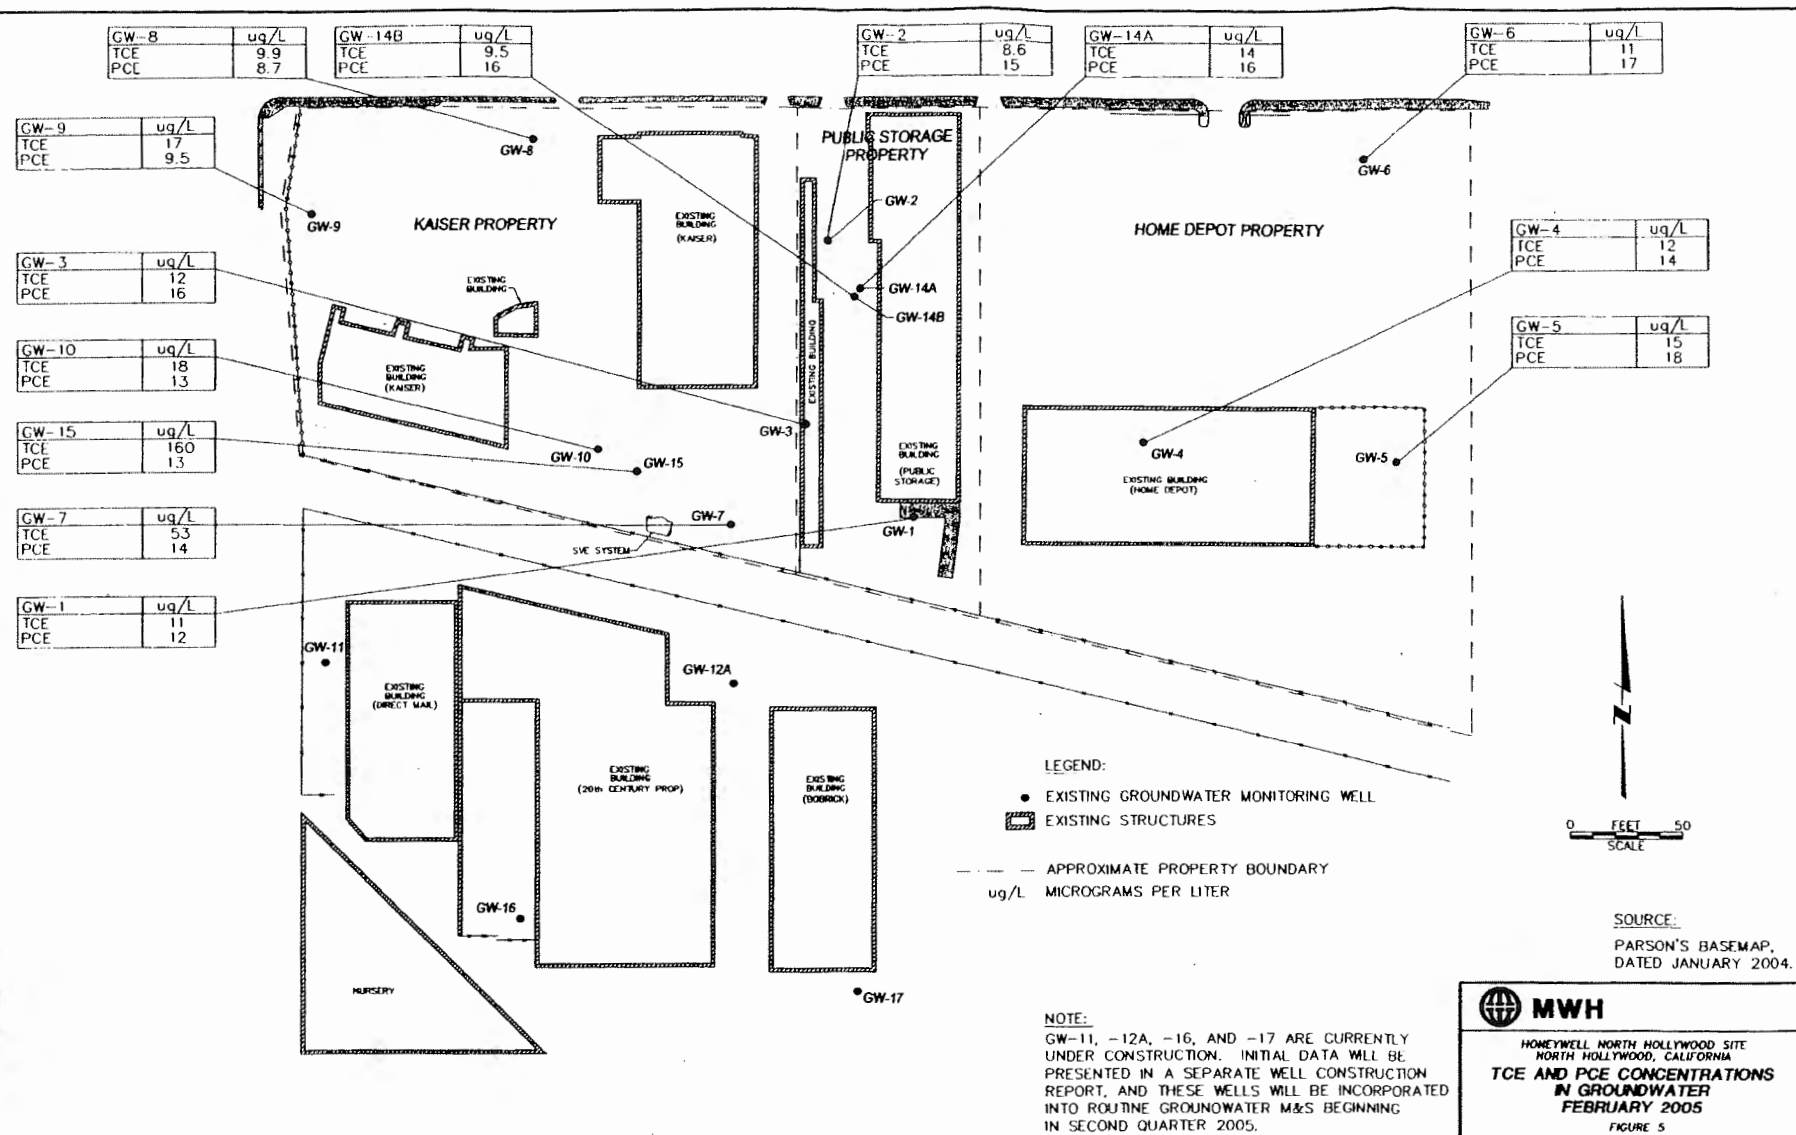 GW-8 ug/L
TCE 9.9
PCE 8.7
GW-14B ug/L
TCE 9.5
PCE 16
GW-2 ug/L
TCE 8.6
PCE 15
GW-14A ug/L
TCE 14
PCE 16
GW-6 ug/L
TCE 11
PCE 17
GW-9 ug/L
TCE 17
PCE 9.5
GW-3 ug/L
TCE 12
PCE 16
GW-10 ug/L
TCE 18
PCE 13
GW-15 ug/L
TCE 160
PCE 13
GW-7 ug/L
TCE 53
PCE 14
GW-1 ug/L
TCE 11
PCE 12
GW-4 ug/L
TCE 12
PCE 14
GW-5 ug/L
TCE 15
PCE 18
GW-8
GW-9
KAISER PROPERTY
EXISTING
BUILDING
(KAISER)
EXISTING
BUILDING
EXISTING
BUILDING
(KAISER)
PUBLIC STORAGE
PROPERTY
GW-2
GW-14A
GW-14B
EXISTING BUILDING
GW-3
EXISTING
BUILDING
(PUBLIC
STORAGE)
GW-10
GW-15
GW-7
SVE SYSTEM
GW-1
HOME DEPOT PROPERTY
GW-6
GW-4
EXISTING BUILDING
(HOME DEPOT)
GW-5
GW-11
EXISTING
BUILDING
(DIRECT MAIL)
GW-12A
EXISTING
BUILDING
(20th CENTURY PROP)
EXISTING
BUILDING
(BOBRICK)
GW-16
GW-17
NURSERY
LEGEND:
EXISTING GROUNDWATER MONITORING WELL
EXISTING STRUCTURES
APPROXIMATE PROPERTY BOUNDARY
ug/L MICROGRAMS PER LITER
Z
0 FEET 50
SCALE
SOURCE:
PARSON'S BASEMAP,
DATED JANUARY 2004.
NOTE:
GW-11, -12A, -16, AND -17 ARE CURRENTLY
UNDER CONSTRUCTION. INITIAL DATA WILL BE
PRESENTED IN A SEPARATE WELL CONSTRUCTION
REPORT, AND THESE WELLS WILL BE INCORPORATED
INTO ROUTINE GROUNDWATER M&S BEGINNING
IN SECOND QUARTER 2005.
MWH
HONEYWELL NORTH HOLLYWOOD SITE
NORTH HOLLYWOOD, CALIFORNIA
TCE AND PCE CONCENTRATIONS
IN GROUNDWATER
FEBRUARY 2005
FIGURE 5